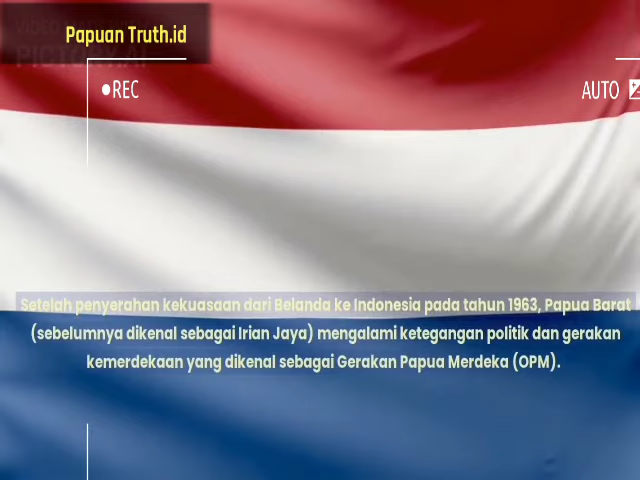 Papuan Truth.id
REC
AUTO
Setelah penyerahan kekuasaan dari Belanda ke Indonesia pada tahun 1963, Papua Barat
(sebelumnya dikenal sebagai Irian Jaya) mengalami ketegangan politik dan gerakan
kemerdekaan yang dikenal sebagai Gerakan Papua Merdeka (OPM).